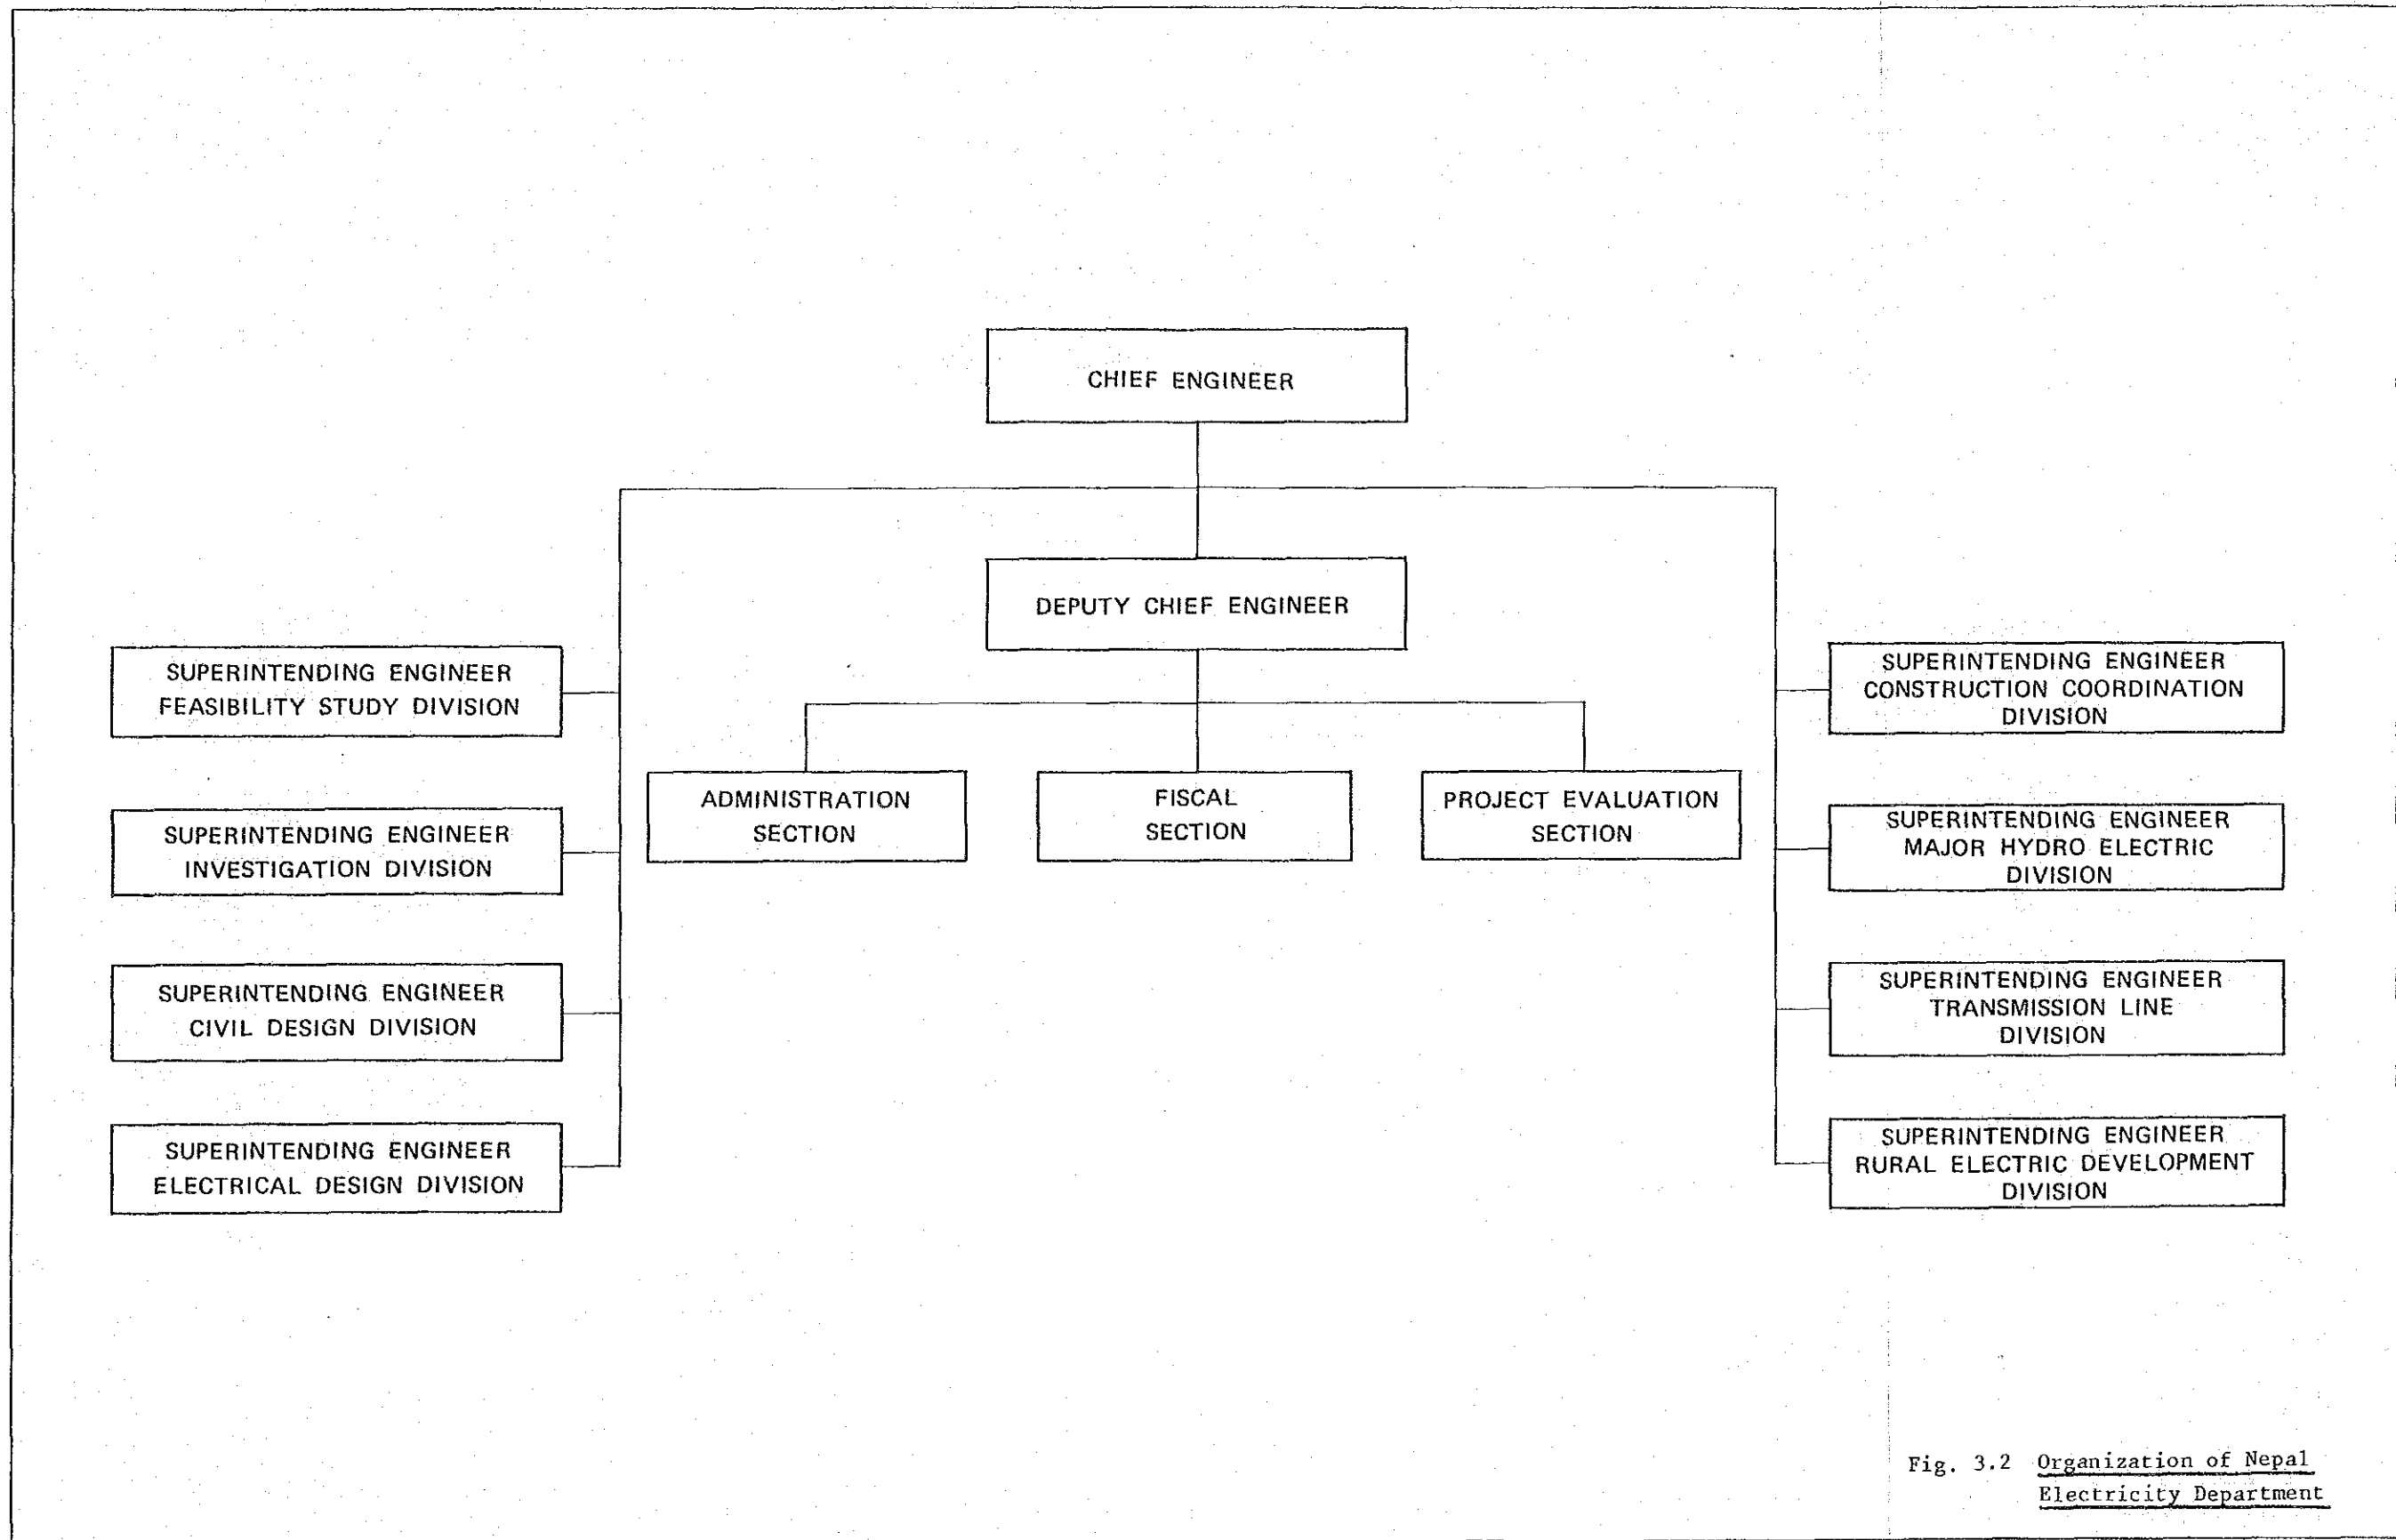 CHIEF ENGINEER
DEPUTY CHIEF ENGINEER
SUPERINTENDING ENGINEER
FEASIBILITY STUDY DIVISION
SUPERINTENDING ENGINEER
INVESTIGATION DIVISION
SUPERINTENDING ENGINEER
CIVIL DESIGN DIVISION
SUPERINTENDING ENGINEER
ELECTRICAL DESIGN DIVISION
ADMINISTRATION
SECTION
FISCAL
SECTION
PROJECT EVALUATION
SECTION
SUPERINTENDING ENGINEER
CONSTRUCTION COORDINATION
DIVISION
SUPERINTENDING ENGINEER
MAJOR HYDRO ELECTRIC
DIVISION
SUPERINTENDING ENGINEER
TRANSMISSION LINE
DIVISION
SUPERINTENDING ENGINEER
RURAL ELECTRIC DEVELOPMENT
DIVISION
Fig. 3.2 Organization of Nepal
Electricity Department